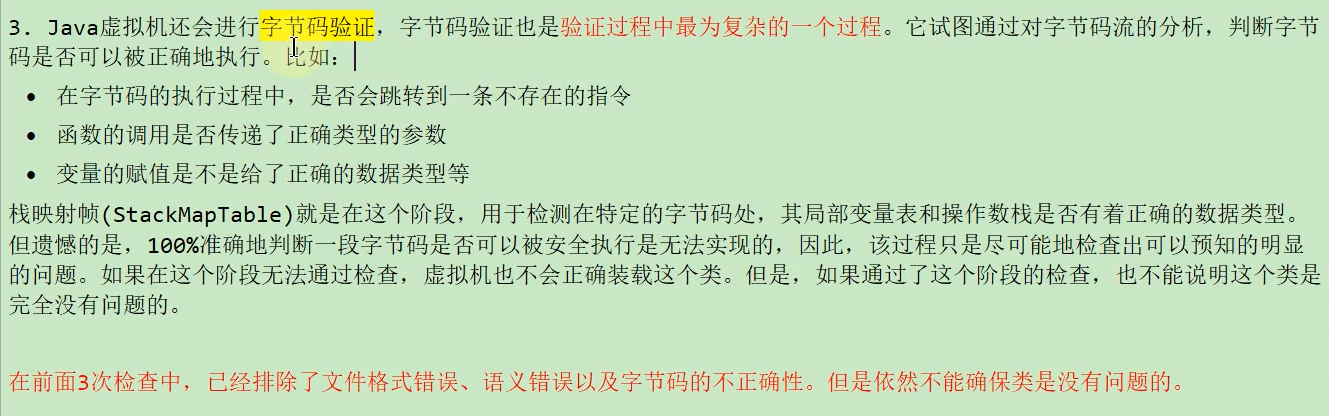 3. Java虚拟机还会进行字节码验证，字节码验证也是验证过程中最为复杂的一个过程。它试图通过对字节码流的分析，判断字节
码是否可以被正确地执行。比如：
• 在字节码的执行过程中，是否会跳转到一条不存在的指令
• 函数的调用是否传递了正确类型的参数
• 变量的赋值是不是给了正确的数据类型等
栈映射帧(StackMapTable)就是在这个阶段，用于检测在特定的字节码处，其局部变量表和操作数栈是否有着正确的数据类型。
但遗憾的是，100%准确地判断一段字节码是否可以被安全执行是无法实现的，因此，该过程只是尽可能地检查出可以预知的明显
的问题。如果在这个阶段无法通过检查，虚拟机也不会正确装载这个类。但是，如果通过了这个阶段的检查，也不能说明这个类是
完全没有问题的。
在前面3次检查中，已经排除了文件格式错误、语义错误以及字节码的不正确性。但是依然不能确保类是没有问题的。